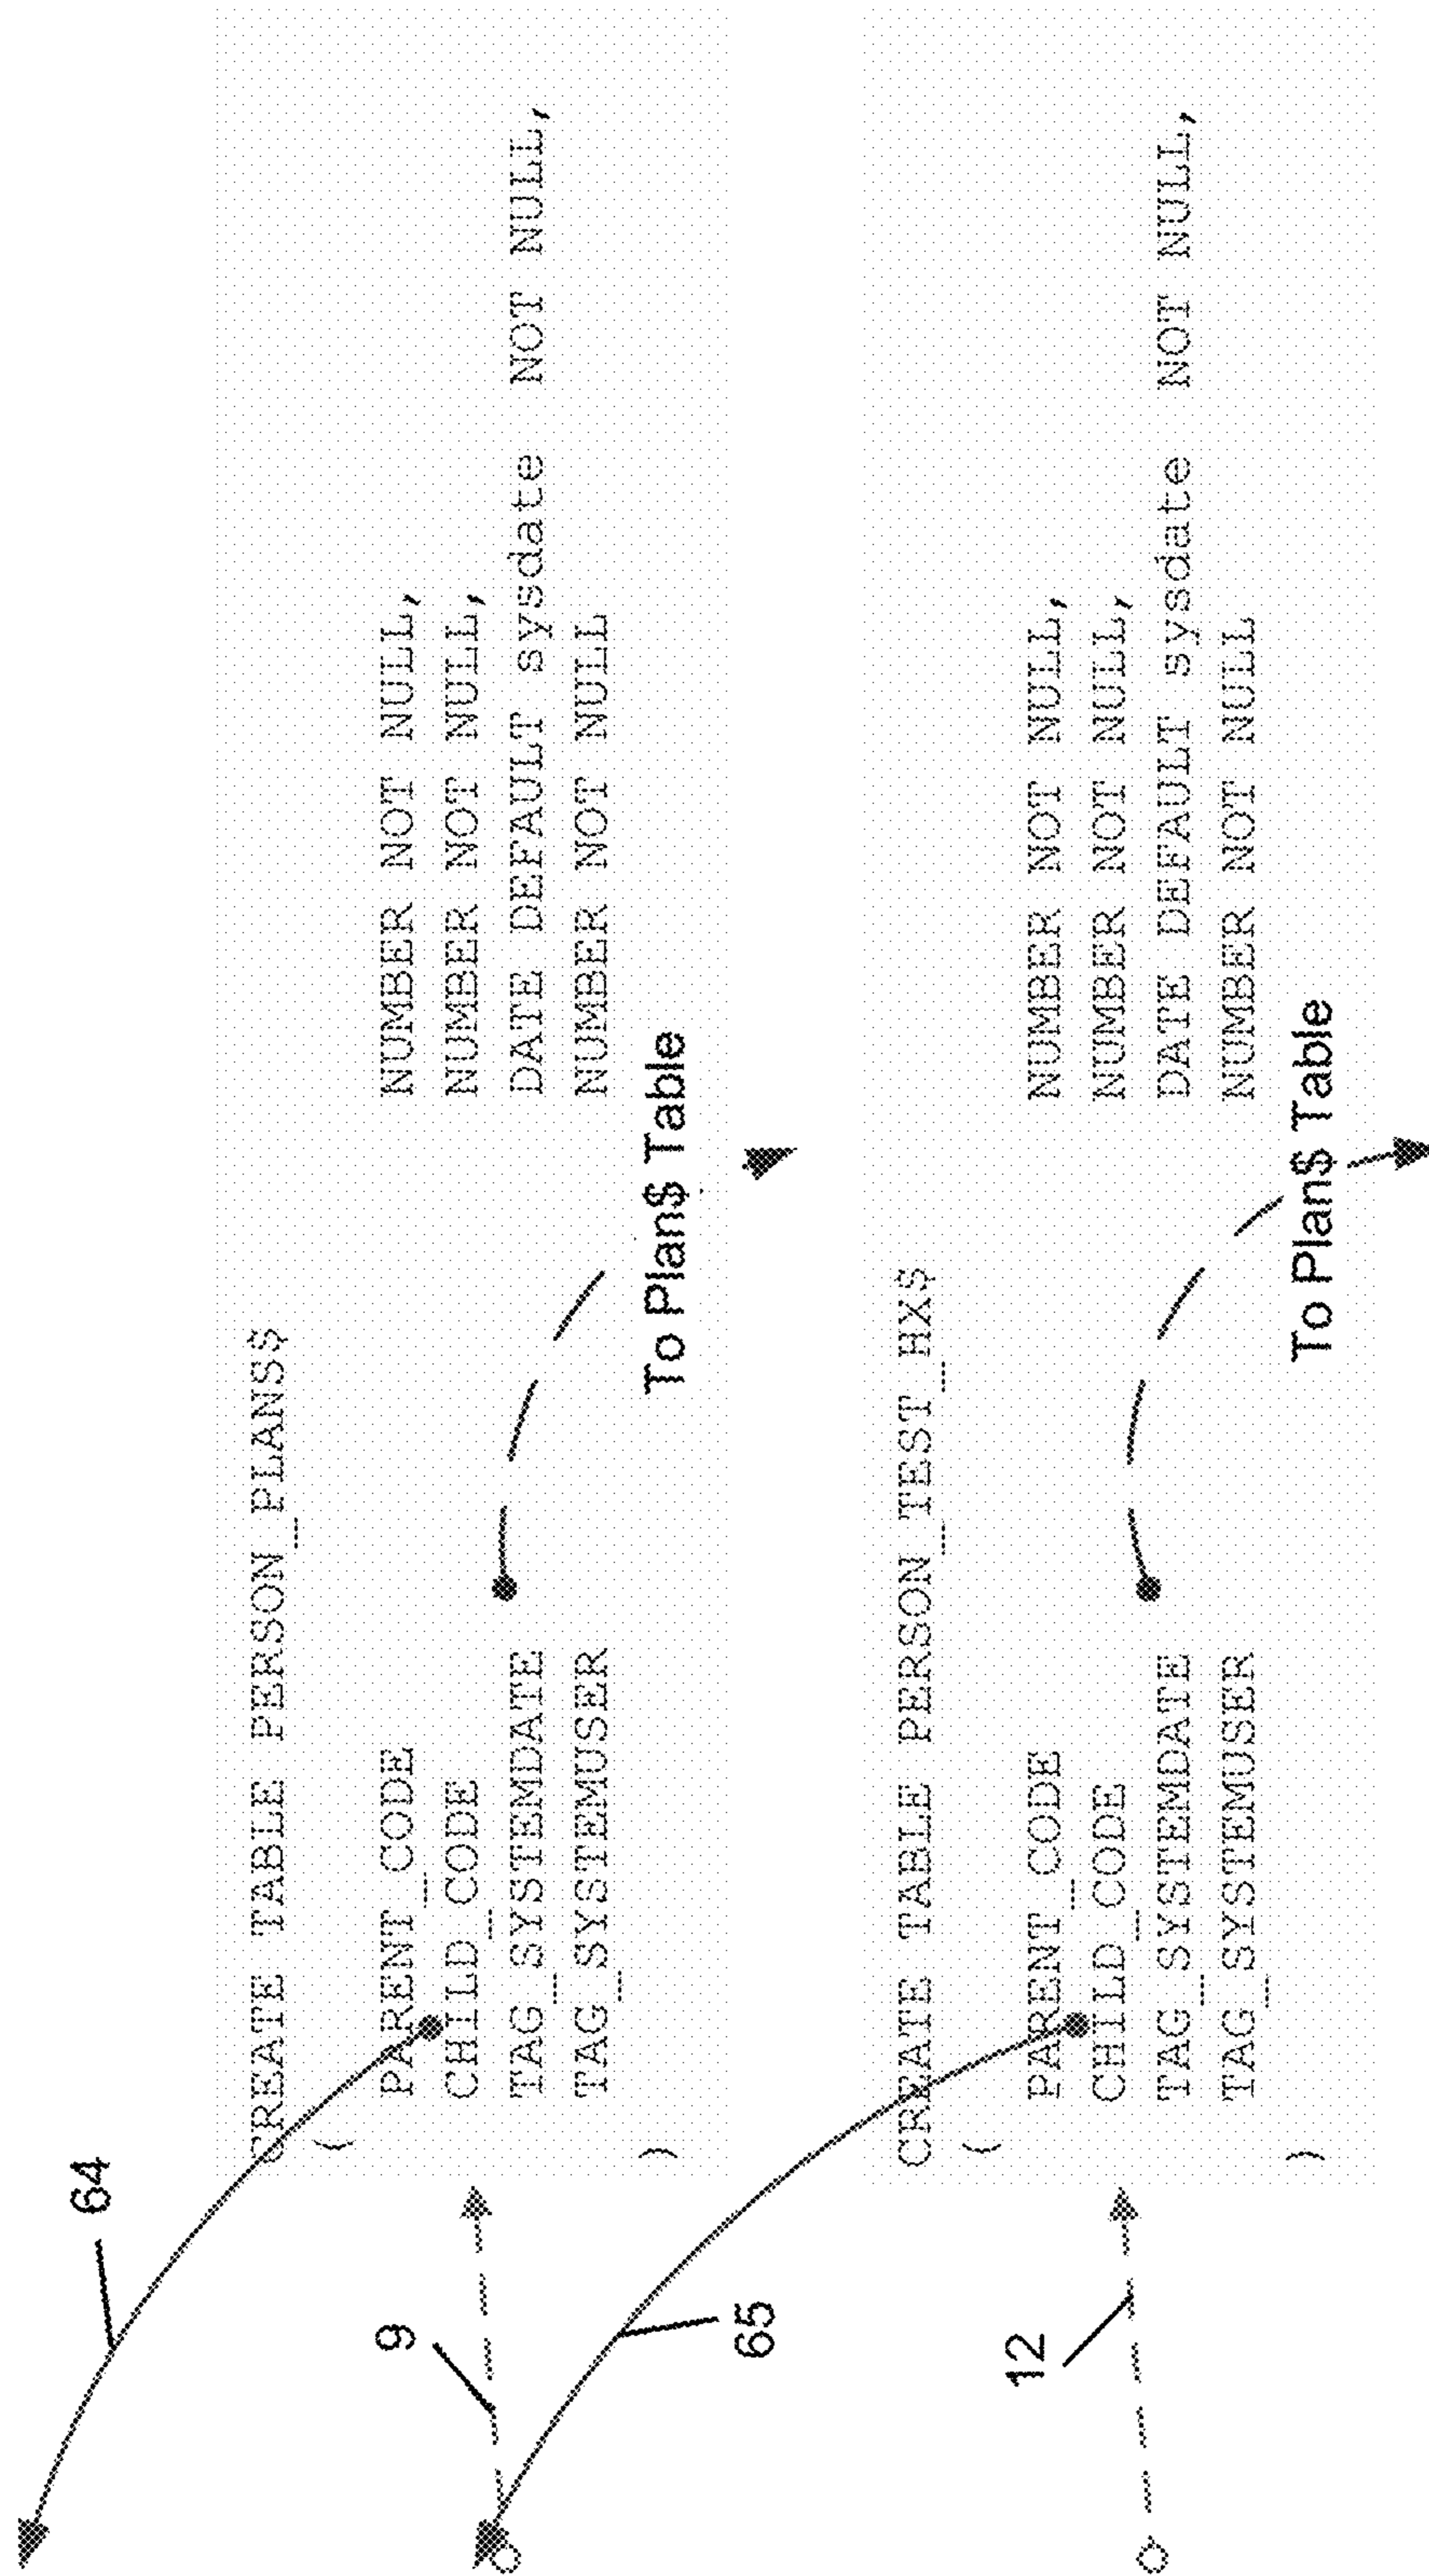 64
CREATE TABLE PERSON_PLANS$
(
PARENT_CODE NUMBER NOT NULL,
CHILD_CODE NUMBER NOT NULL,
TAG_SYSTEMDATE DATE DEFAULT sysdate NOT NULL,
TAG_SYSTEMUSER NUMBER NOT NULL
)
9
To Plan$ Table
65
CREATE TABLE PERSON_TEST_HX$
(
PARENT_CODE NUMBER NOT NULL,
CHILD_CODE NUMBER NOT NULL,
TAG_SYSTEMDATE DATE DEFAULT sysdate NOT NULL,
TAG_SYSTEMUSER NUMBER NOT NULL
)
12
To Plan$ Table